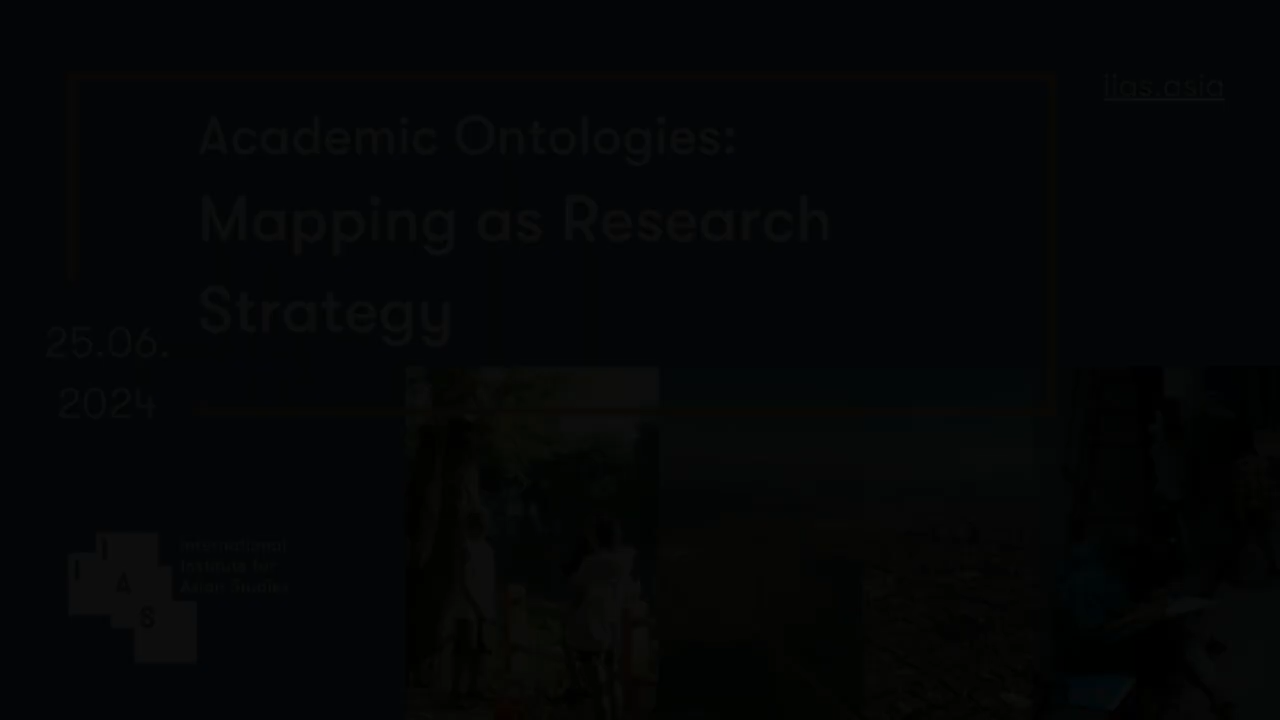 iias.asia
Academic Ontologies:
Mapping as Research
Strategy
25.06.
2024
I
I
A
S
International
Institute for
Asian Studies